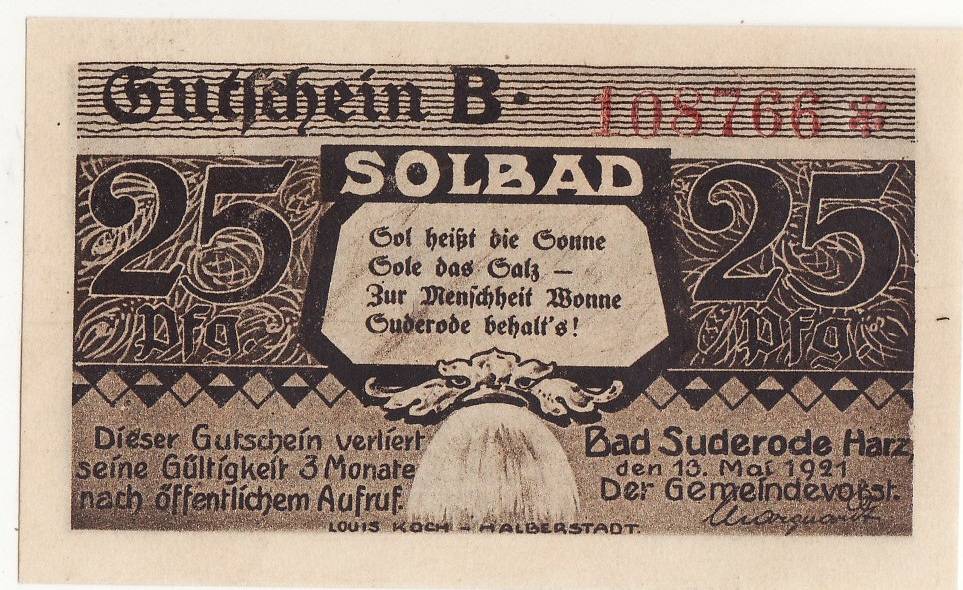 Gutschein B. 108766 *
SOLBAD
25 Pfg.
Sol heißt die Sonne
Sole das Salz —
Zur Menschheit Wonne
Suderode behalt's!
25 Pfg.
Dieser Gutschein verliert
seine Gültigkeit 3 Monate
nach öffentlichem Aufruf.
Bad Suderode Harz,
den 13. Mai 1921
Der Gemeindevorst.
Marquardt
LOUIS KOCH – HALBERSTADT.